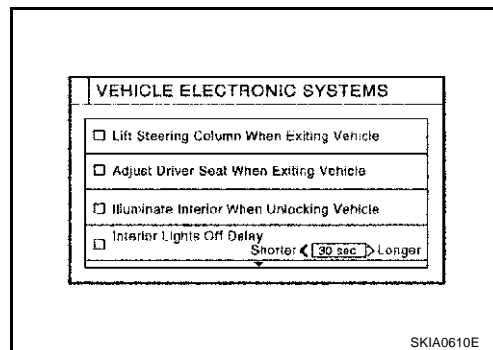 VEHICLE ELECTRONIC SYSTEMS
Lift Steering Column When Exiting Vehicle
Adjust Driver Seat When Exiting Vehicle
Illuminate Interior When Unlocking Vehicle
Interior Lights Off Delay
Shorter 30 sec Longer
SKIA0610E